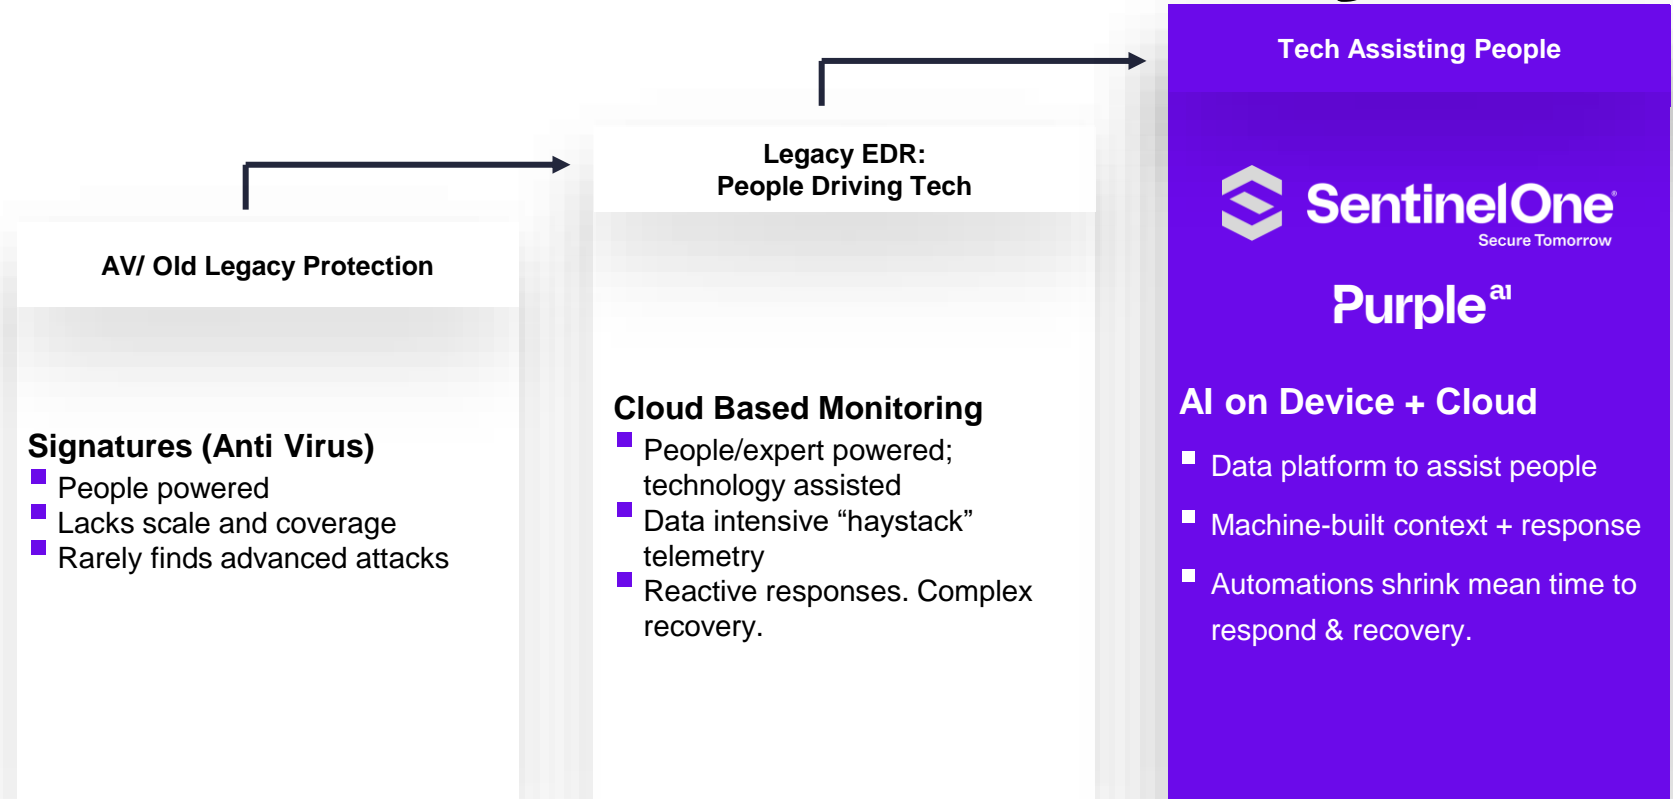 AV/ Old Legacy Protection
Signatures (Anti Virus)
People powered
Lacks scale and coverage
Rarely finds advanced attacks
Legacy EDR:
People Driving Tech
Cloud Based Monitoring
People/expert powered;
technology assisted
Data intensive “haystack”
telemetry
Reactive responses. Complex
recovery.
Tech Assisting People
SentinelOne®
Secure Tomorrow
Purple ai
AI on Device + Cloud
Data platform to assist people
Machine-built context + response
Automations shrink mean time to
respond & recovery.